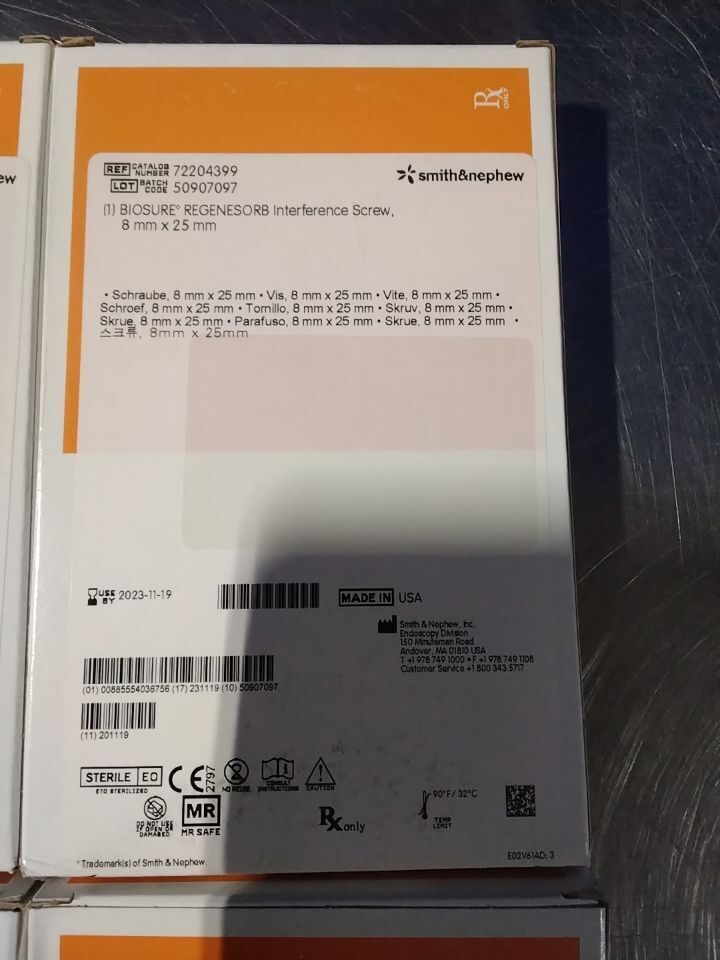 Rx
ONLY
ew
REF CATALOG NUMBER 72204399
LOT BATCH CODE 50907097
smith&nephew
(1) BIOSURE° REGENESORB Interference Screw,
8 mm x 25 mm
• Schraube, 8 mm x 25 mm • Vis, 8 mm x 25 mm • Vite, 8 mm x 25 mm •
Schroef, 8 mm x 25 mm • Tornillo, 8 mm x 25 mm • Skruv, 8 mm x 25 mm •
Skrue, 8 mm x 25 mm • Parafuso, 8 mm x 25 mm • Skrue, 8 mm x 25 mm •
스크류, 8mm x 25mm
USE BY 2023-11-19
MADE IN USA
Smith & Nephew, Inc.
Endoscopy Division
150 Minuteman Road
Andover, MA 01810 USA
T +1 978 749 1000 • F +1 978 749 1108
Customer Service +1 800 343 5717
(01) 00885554036756 (17) 231119 (10) 50907097
(11) 201119
STERILE EO
ETO STERILIZED
CE 2797
2
NO REUSE
CONSULT
INSTRUCTIONS
CAUTION
DO NOT USE
IF OPEN OR
DAMAGED
MR
MR SAFE
Rx only
90°F / 32°C
TEMP
LIMIT
°Trademark(s) of Smith & Nephew.
E02V61AD; 3